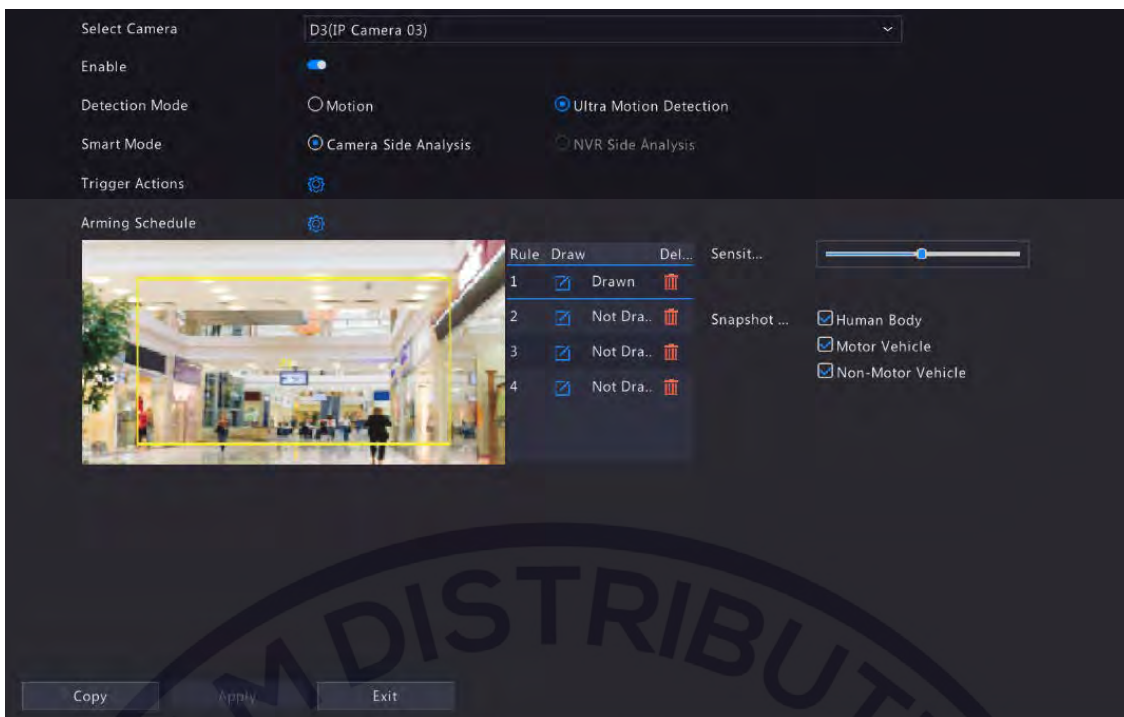 Select Camera D3(IP Camera 03)
Enable
Detection Mode Motion Ultra Motion Detection
Smart Mode Camera Side Analysis NVR Side Analysis
Trigger Actions
Arming Schedule
Rule Draw Del... Sensit...
1 Drawn
2 Not Dra.. Snapshot ... Human Body
3 Not Dra.. Motor Vehicle
4 Not Dra.. Non-Motor Vehicle
M DISTRIBUT
Copy Apply Exit